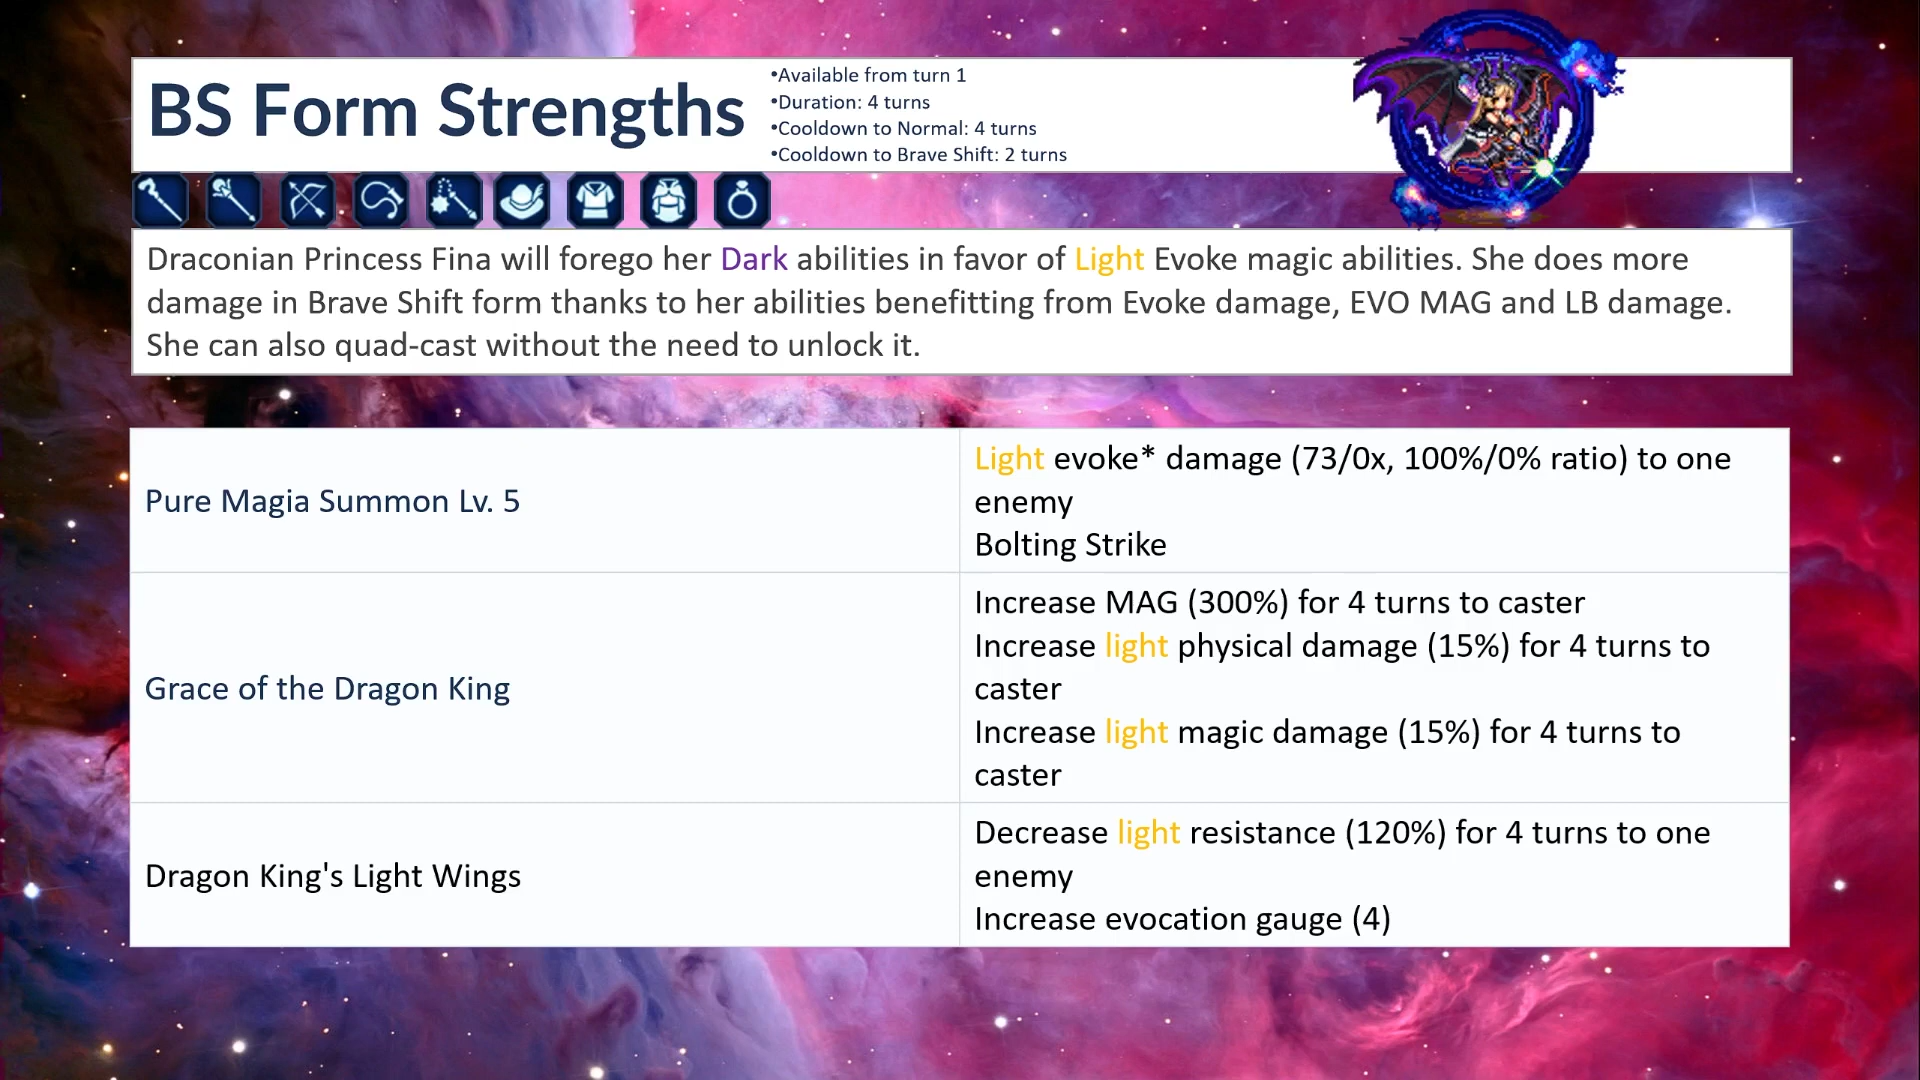 BS Form Strengths
•Available from turn 1
•Duration: 4 turns
•Cooldown to Normal: 4 turns
•Cooldown to Brave Shift: 2 turns
Draconian Princess Fina will forego her Dark abilities in favor of Light Evoke magic abilities. She does more
damage in Brave Shift form thanks to her abilities benefitting from Evoke damage, EVO MAG and LB damage.
She can also quad-cast without the need to unlock it.
Pure Magia Summon Lv. 5
Light evoke* damage (73/0x, 100%/0% ratio) to one
enemy
Bolting Strike
Grace of the Dragon King
Increase MAG (300%) for 4 turns to caster
Increase light physical damage (15%) for 4 turns to
caster
Increase light magic damage (15%) for 4 turns to
caster
Dragon King's Light Wings
Decrease light resistance (120%) for 4 turns to one
enemy
Increase evocation gauge (4)